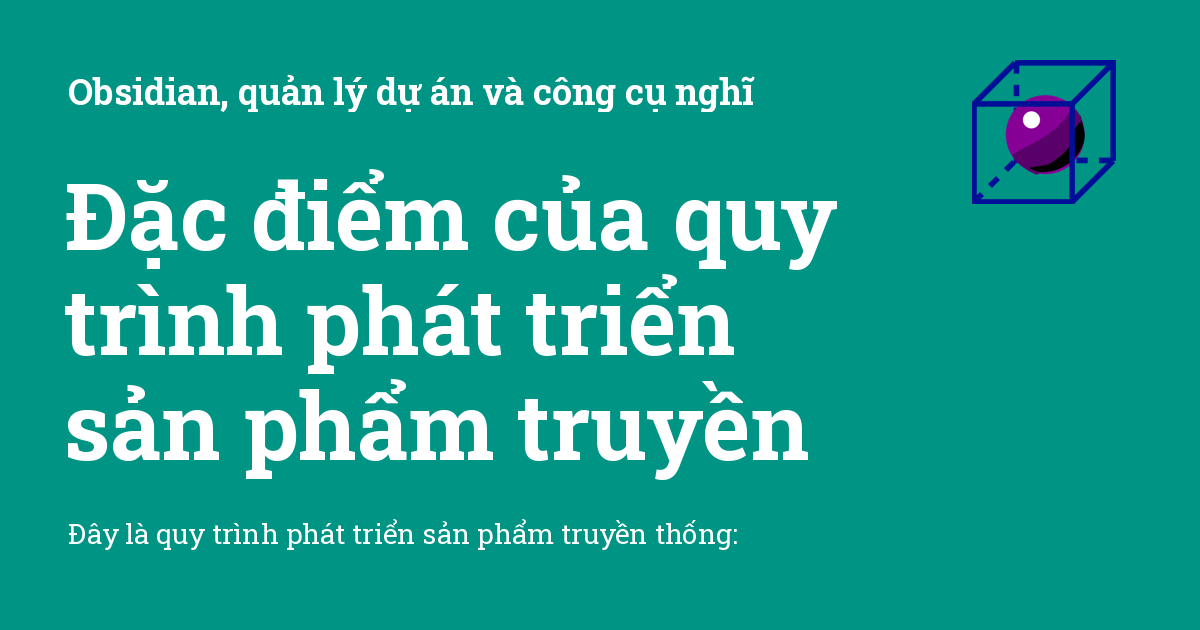 Obsidian, quản lý dự án và công cụ nghĩ
Đặc điểm của quy
trình phát triển
sản phẩm truyền
Đây là quy trình phát triển sản phẩm truyền thống: